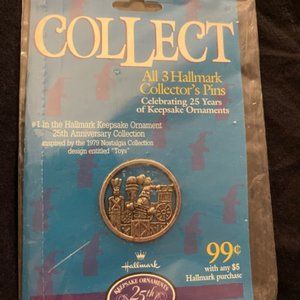 COLLECT
All 3 Hallmark
Collector's Pins
Celebrating 25 Years
of Keepsake Ornaments
1 in the Hallmark Keepsake Ornament
25th Anniversary Collection
inspired by the 1979 Nostalgia Collection
design entitled "Toys"
99¢
with any $5
Hallmark purchase
Hallmark
KEEPSAKE ORNAMENTS
25th